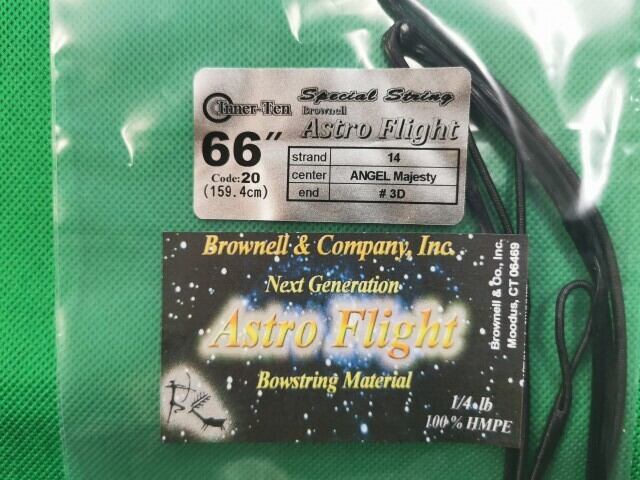 Inner-Ten
Special String
Brownell
Astro Flight
66"
Code:20
(159.4cm)
strand 14
center ANGEL Majesty
end # 3D
Brownell & Company, Inc.
Next Generation
Astro Flight
Bowstring Material
1/4 lb
100% HMPE
Brownell & Co., Inc.
Moodus, CT 06469